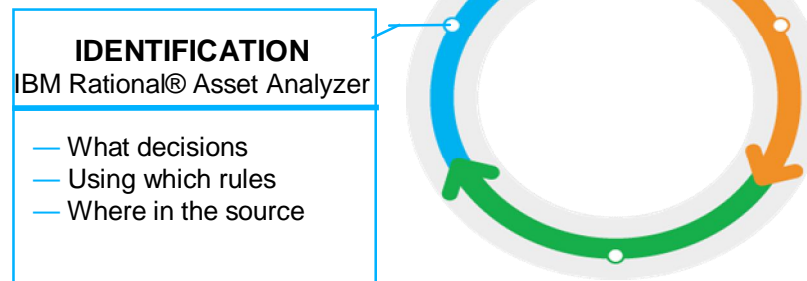 IDENTIFICATION
IBM Rational® Asset Analyzer
— What decisions
— Using which rules
— Where in the source